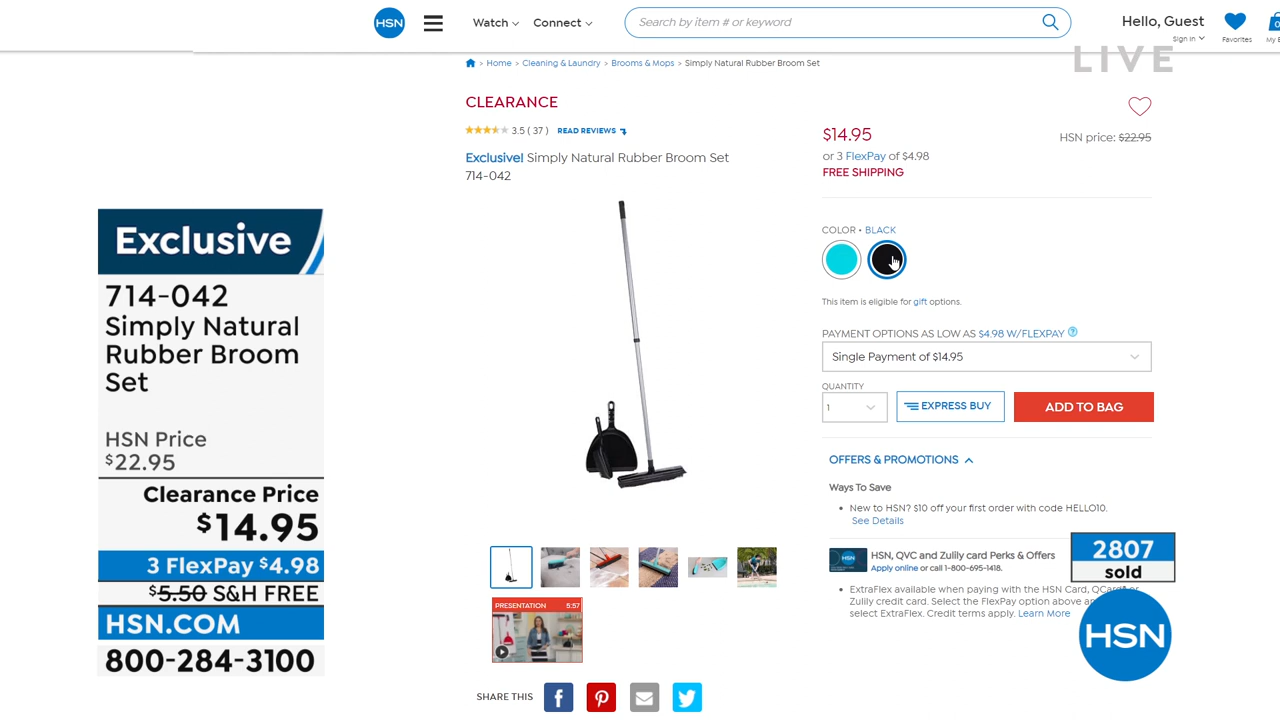 HSN
Watch
Connect
Search by item # or keyword
Hello, Guest
Sign In
Favorites
0
LIVE
> Home > Cleaning & Laundry > Brooms & Mops > Simply Natural Rubber Broom Set
CLEARANCE
3.5 ( 37 ) READ REVIEWS
Exclusive! Simply Natural Rubber Broom Set
714-042
$14.95
HSN price: $22.95
or 3 FlexPay of $4.98
FREE SHIPPING
COLOR • BLACK
This item is eligible for gift options.
PAYMENT OPTIONS AS LOW AS $4.98 W/FLEXPAY ?
Single Payment of $14.95
QUANTITY
1
EXPRESS BUY
ADD TO BAG
OFFERS & PROMOTIONS
Ways To Save
• New to HSN? $10 off your first order with code HELLO10.
See Details
HSN, QVC and Zulily card Perks & Offers
Apply online or call 1-800-695-1418.
• ExtraFlex available when paying with the HSN Card, QCard or
Zulily credit card. Select the FlexPay option above
select ExtraFlex. Credit terms apply. Learn More
2807
sold
HSN
PRESENTATION 5:57
SHARE THIS
Exclusive
714-042
Simply Natural
Rubber Broom
Set
HSN Price
$22.95
Clearance Price
$14.95
3 FlexPay $4.98
$5.50 S&H FREE
HSN.COM
800-284-3100